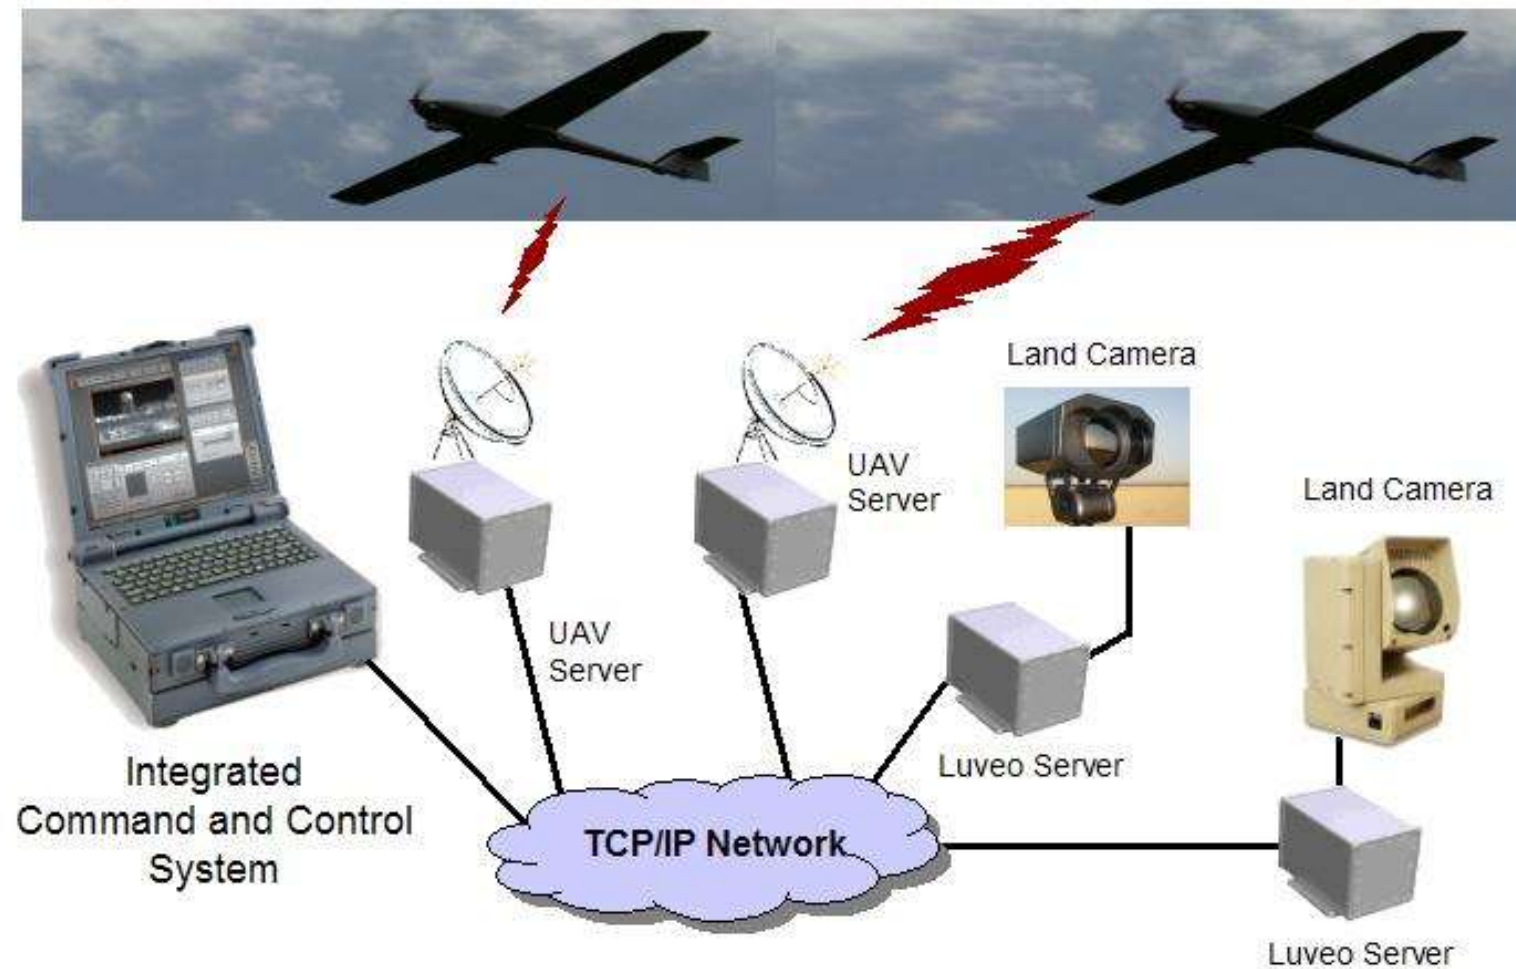 Land Camera
UAV
Server
Land Camera
UAV
Server
Luveo Server
Integrated
Command and Control
System
TCP/IP Network
Luveo Server